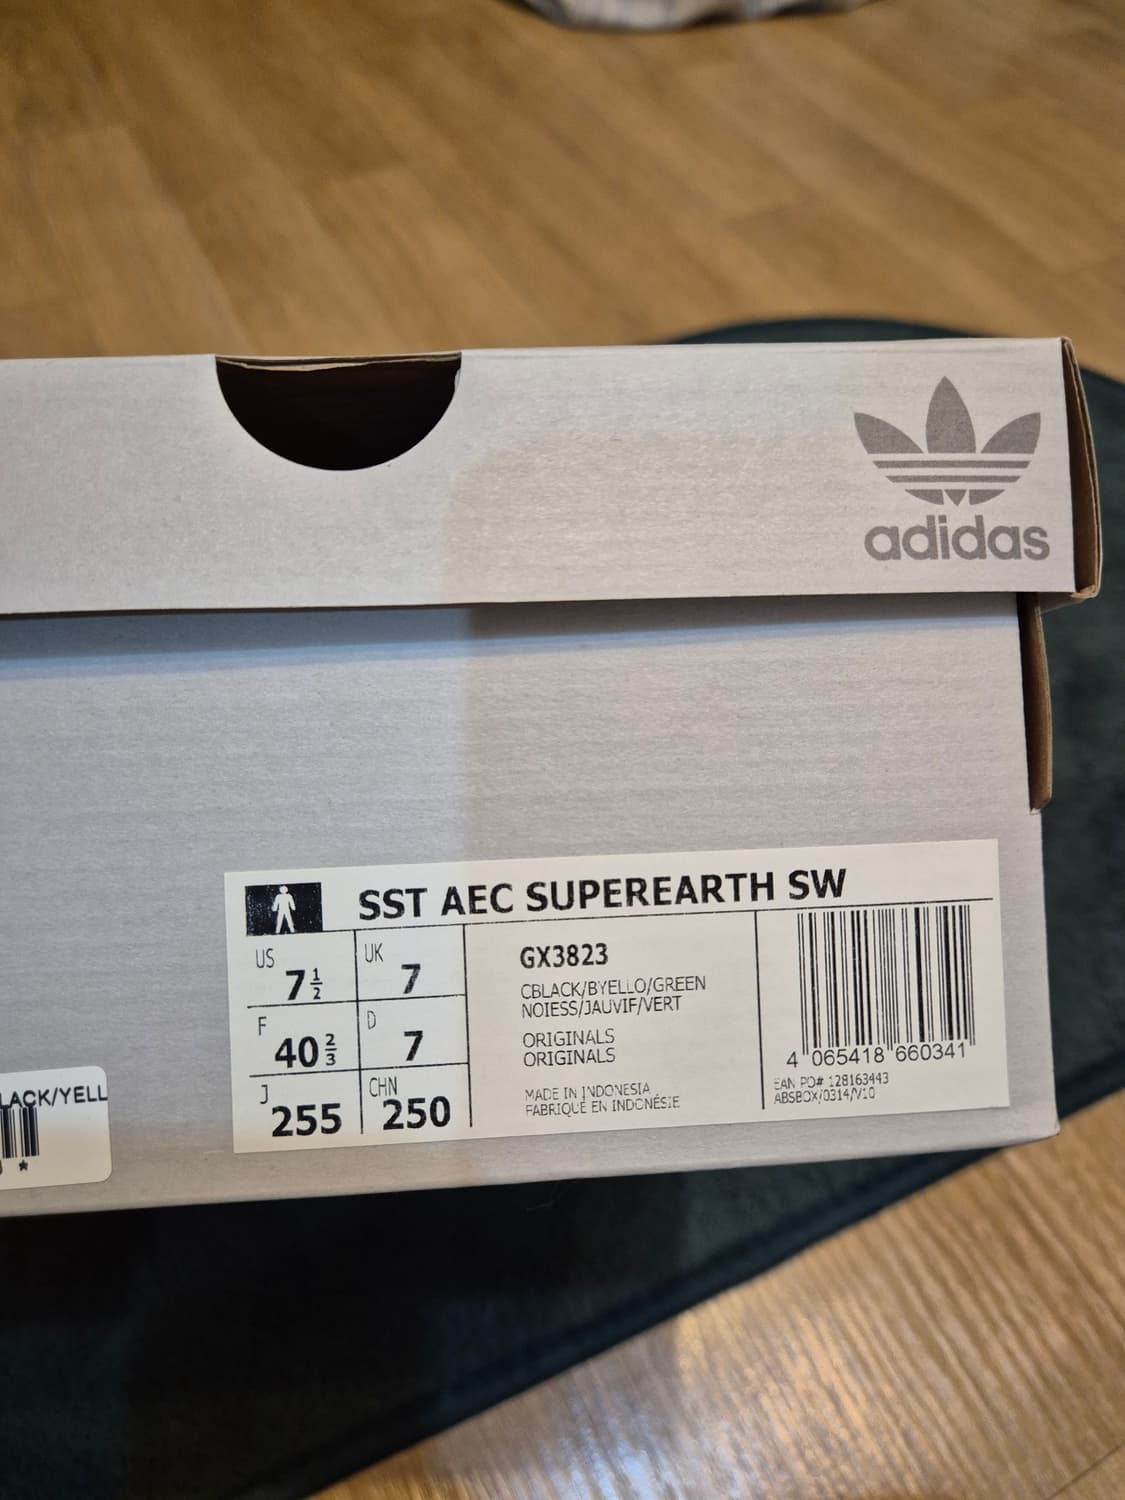 adidas
SST AEC SUPEREARTH SW
US 7½
UK 7
F 40⅔
D 7
J 255
CHN 250
GX3823
CBLACK/BYELLO/GREEN
NOIESS/JAUVIF/VERT
ORIGINALS
ORIGINALS
MADE IN INDONESIA
FABRIQUÉ EN INDONÉSIE
4 065418 660341
EAN PO# 128163443
ABSBOX/0314/V10
LACK/YELL
*